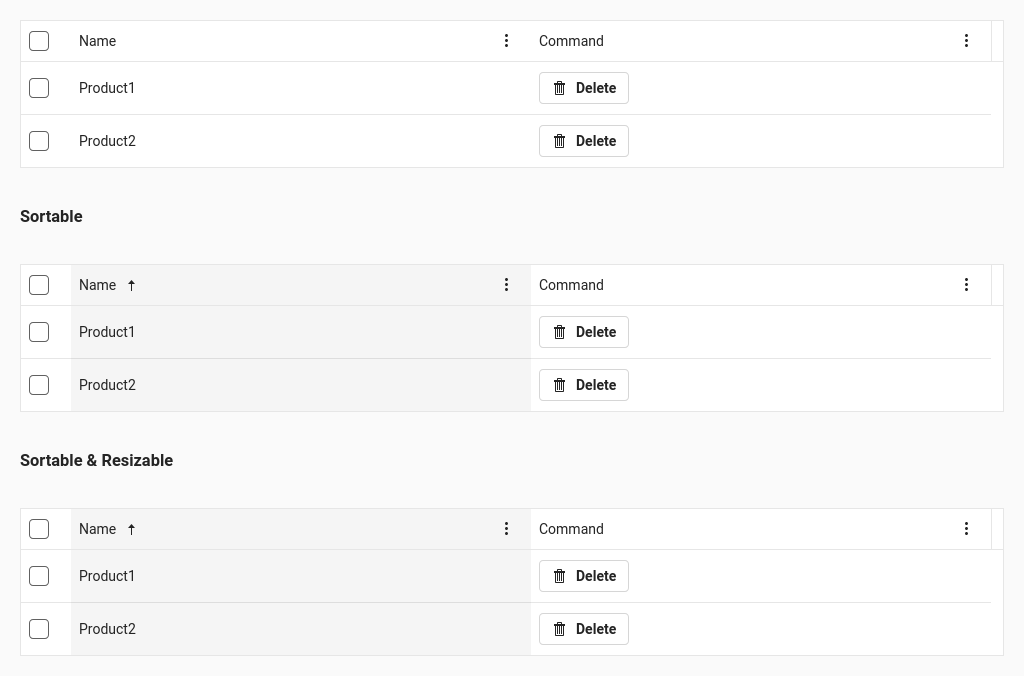 Name Command
Product1 Delete
Product2 Delete
Sortable
Name Command
Product1 Delete
Product2 Delete
Sortable & Resizable
Name Command
Product1 Delete
Product2 Delete